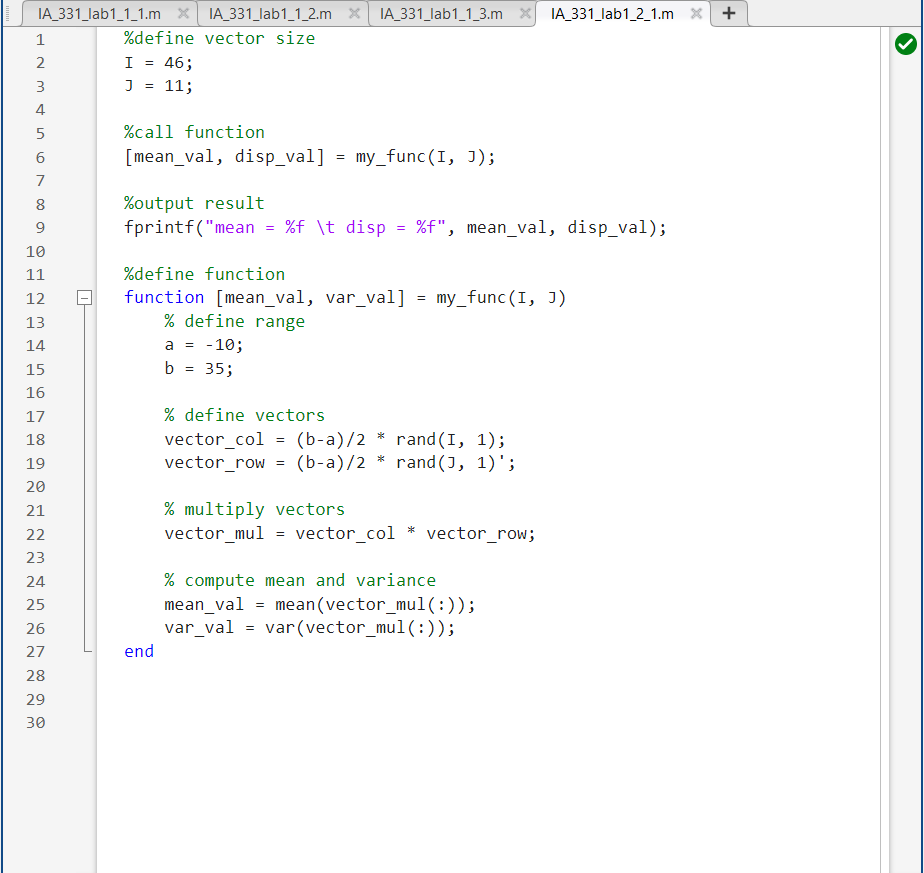 IA_331_lab1_1_1.m IA_331_lab1_1_2.m IA_331_lab1_1_3.m IA_331_lab1_2_1.m
1 %define vector size
2 I = 46;
3 J = 11;
4
5 %call function
6 [mean_val, disp_val] = my_func(I, J);
7
8 %output result
9 fprintf("mean = %f \t disp = %f", mean_val, disp_val);
10
11 %define function
12 function [mean_val, var_val] = my_func(I, J)
13 % define range
14 a = -10;
15 b = 35;
16
17 % define vectors
18 vector_col = (b-a)/2 * rand(I, 1);
19 vector_row = (b-a)/2 * rand(J, 1)';
20
21 % multiply vectors
22 vector_mul = vector_col * vector_row;
23
24 % compute mean and variance
25 mean_val = mean(vector_mul(:));
26 var_val = var(vector_mul(:));
27 end
28
29
30